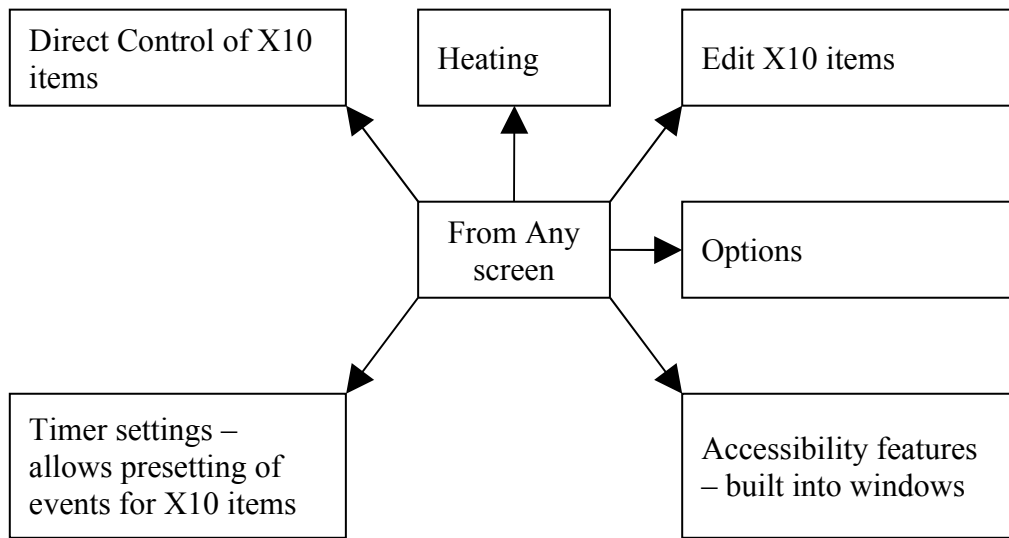 Direct Control of X10
items
Heating
Edit X10 items
From Any
screen
Options
Timer settings –
allows presetting of
events for X10 items
Accessibility features
– built into windows